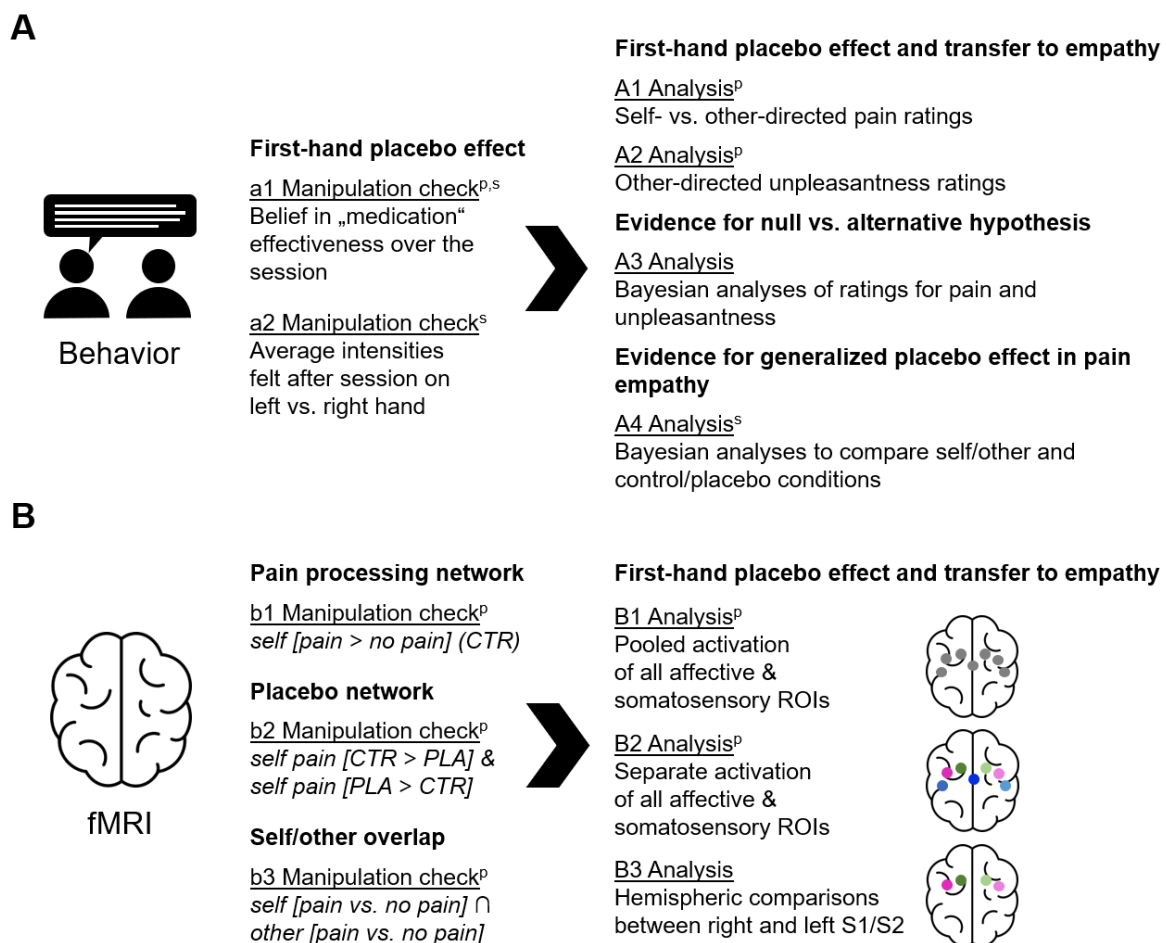 A
Behavior
First-hand placebo effect
a1 Manipulation checkp,s
Belief in „medication“
effectiveness over the
session
a2 Manipulation checks
Average intensities
felt after session on
left vs. right hand
First-hand placebo effect and transfer to empathy
A1 Analysisp
Self- vs. other-directed pain ratings
A2 Analysisp
Other-directed unpleasantness ratings
Evidence for null vs. alternative hypothesis
A3 Analysis
Bayesian analyses of ratings for pain and
unpleasantness
Evidence for generalized placebo effect in pain
empathy
A4 Analysiss
Bayesian analyses to compare self/other and
control/placebo conditions
B
fMRI
Pain processing network
b1 Manipulation checkp
self [pain > no pain] (CTR)
Placebo network
b2 Manipulation checkp
self pain [CTR > PLA] &
self pain [PLA > CTR]
Self/other overlap
b3 Manipulation checkp
self [pain vs. no pain] ∩
other [pain vs. no pain]
First-hand placebo effect and transfer to empathy
B1 Analysisp
Pooled activation
of all affective &
somatosensory ROIs
B2 Analysisp
Separate activation
of all affective &
somatosensory ROIs
B3 Analysis
Hemispheric comparisons
between right and left S1/S2